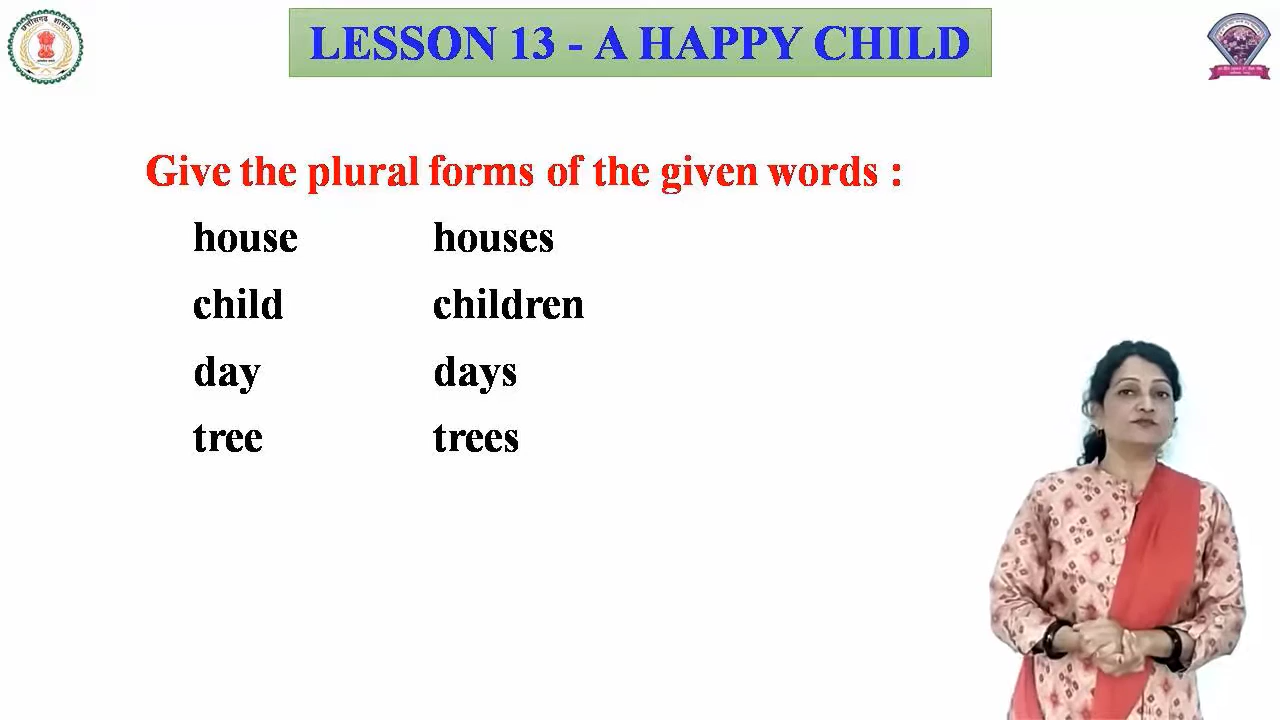 LESSON 13 - A HAPPY CHILD
Give the plural forms of the given words :
house houses
child children
day days
tree trees